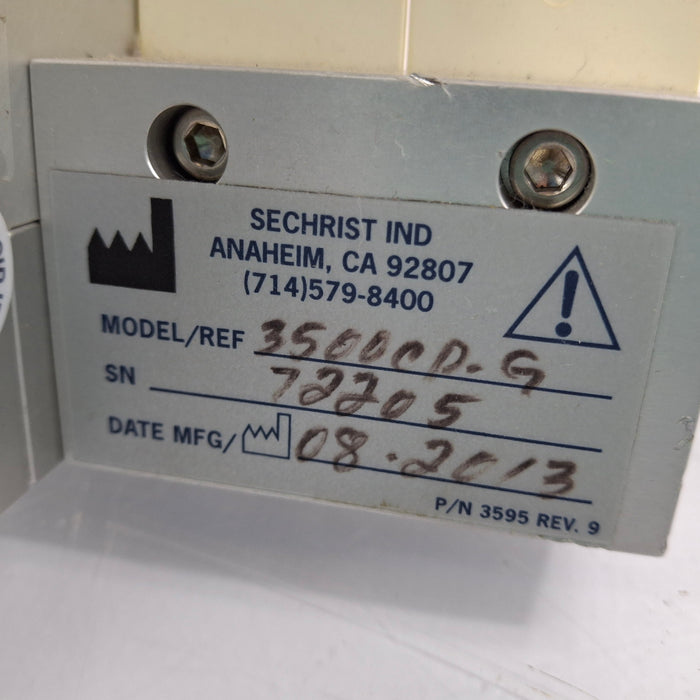 SECHRIST IND
ANAHEIM, CA 92807
(714)579-8400
MODEL/REF 3500CP-G
SN 72205
DATE MFG/ 08.2013
P/N 3595 REV. 9